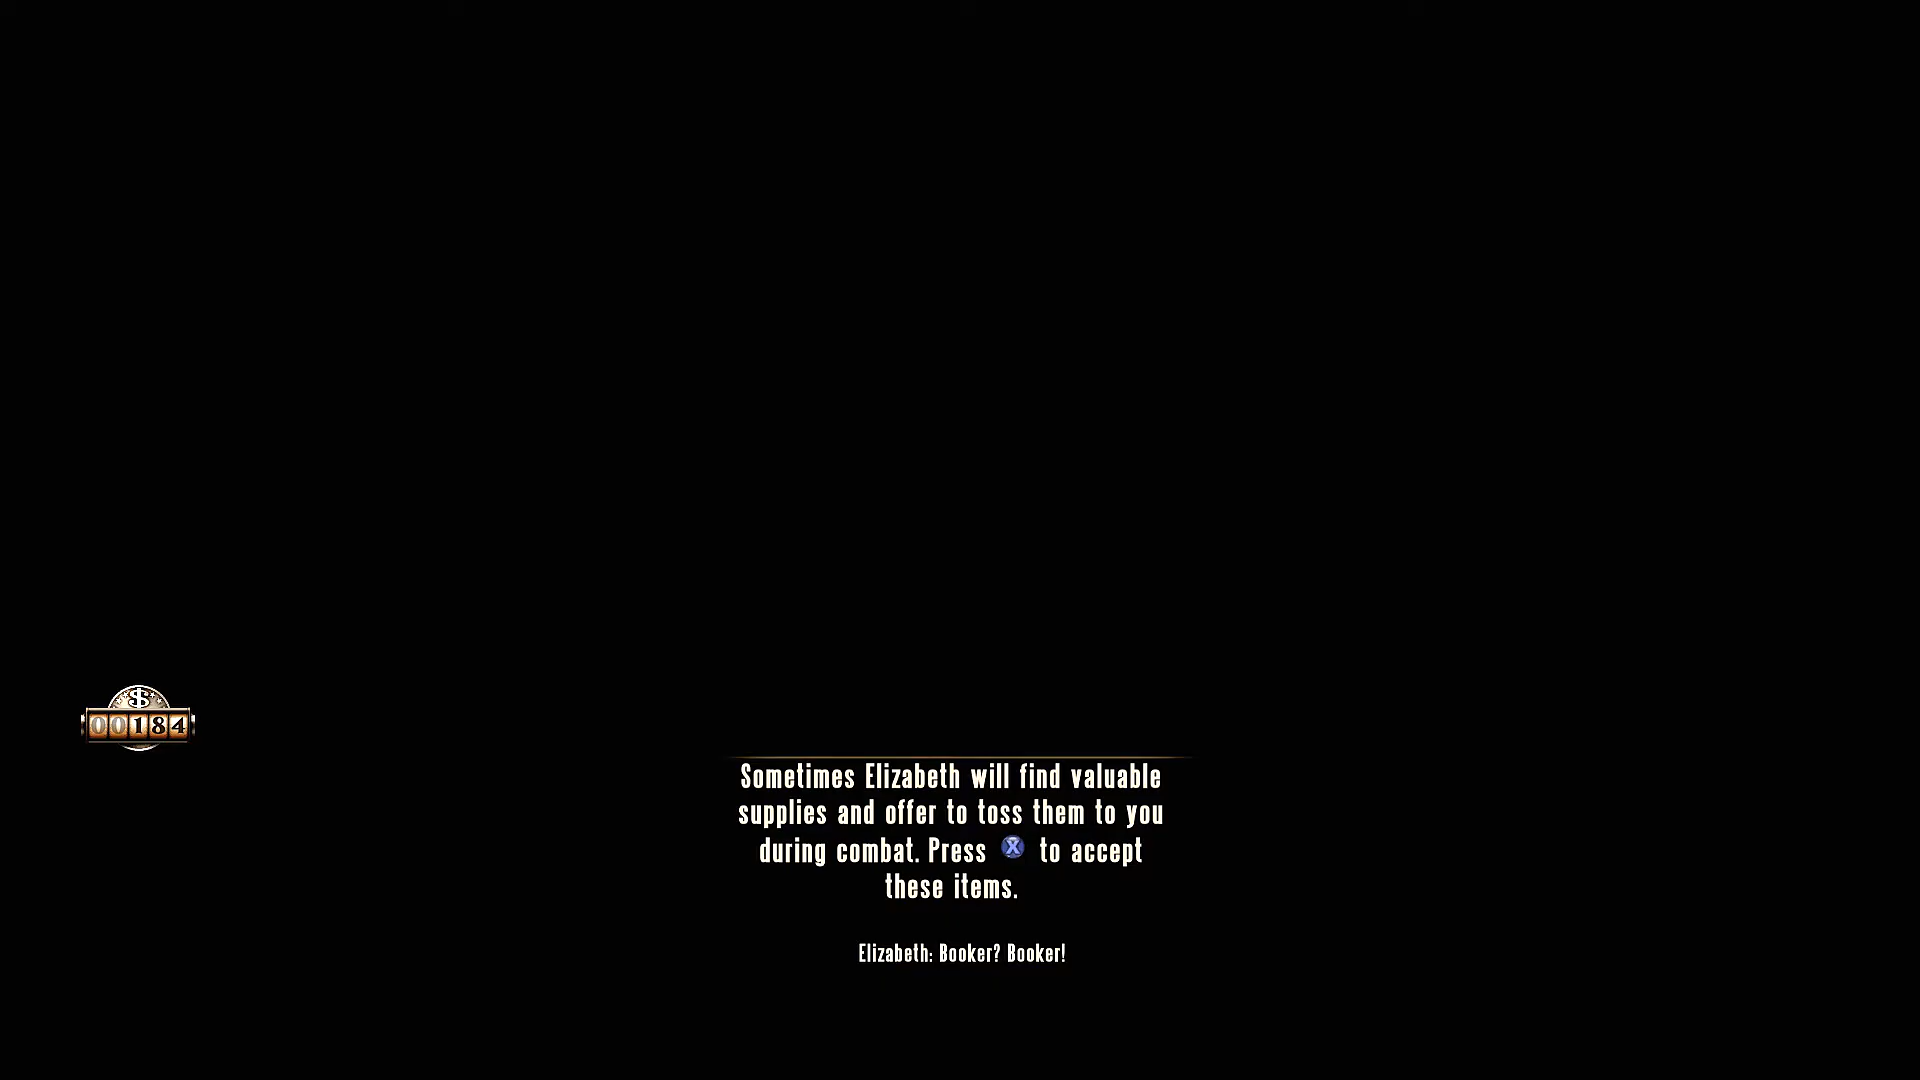 $
00184
Sometimes Elizabeth will find valuable
supplies and offer to toss them to you
during combat. Press X to accept
these items.
Elizabeth: Booker? Booker!